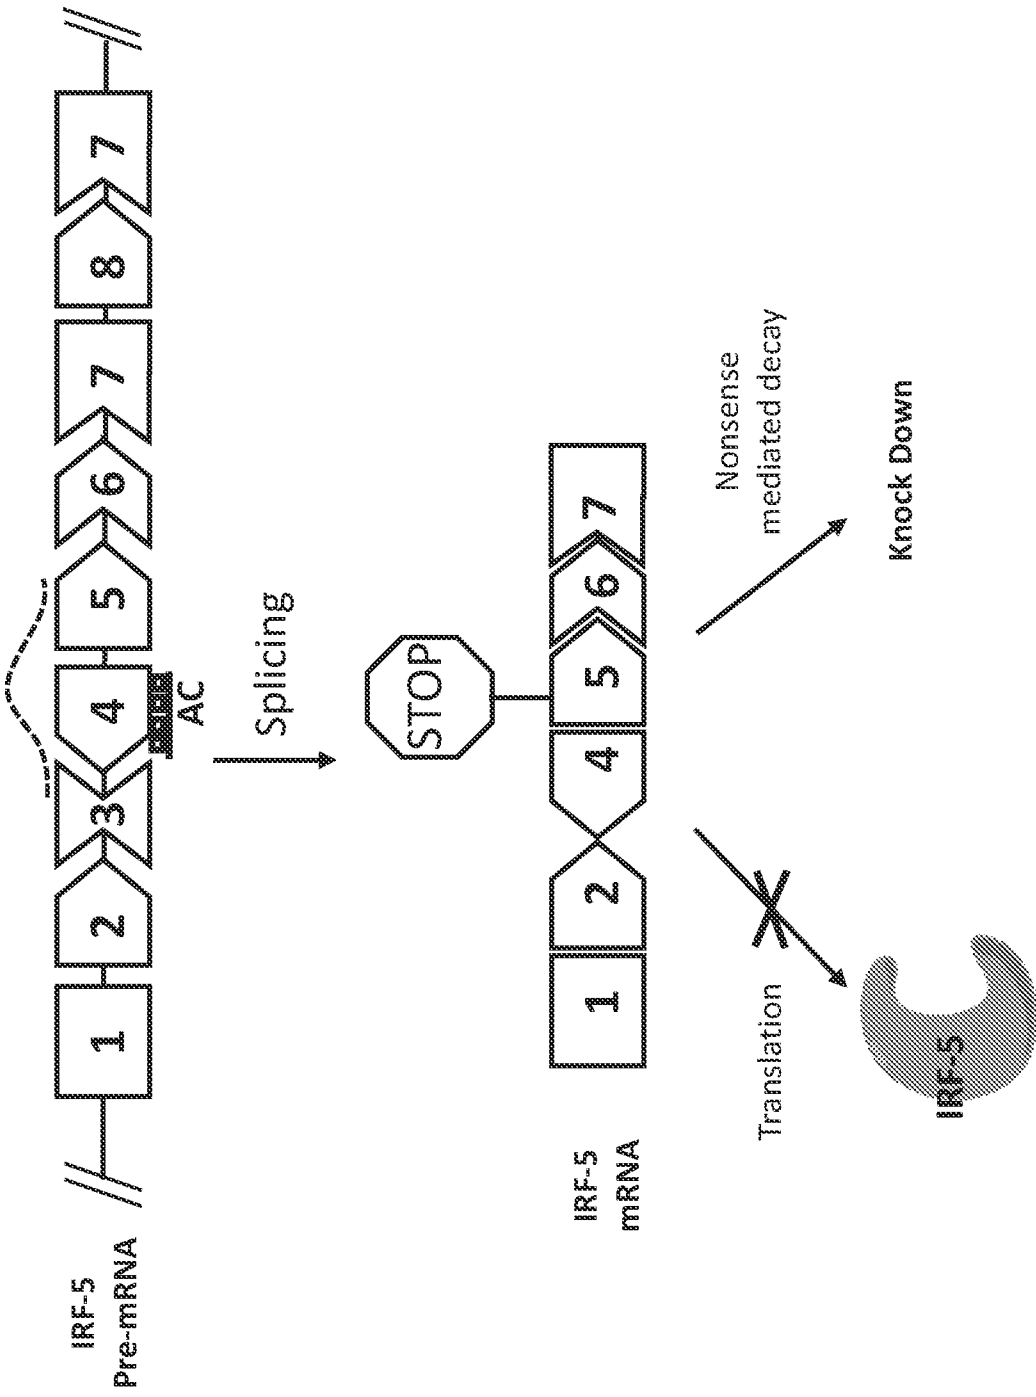 IRF-5
Pre-mRNA
1
2
3
4
5
6
7
8
7
AC
Splicing
STOP
IRF-5
mRNA
1
2
4
5
6
7
Translation
Nonsense
mediated decay
IRF-5
Knock Down